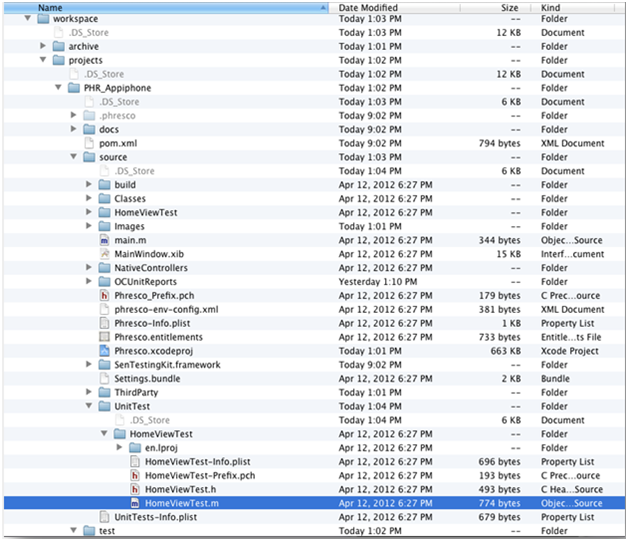 Name Date Modified Size Kind
workspace Today 1:03 PM -- Folder
.DS_Store Today 1:03 PM 12 KB Document
archive Today 1:01 PM -- Folder
projects Today 1:02 PM -- Folder
.DS_Store Today 1:02 PM 12 KB Document
PHR_Appiphone Today 1:02 PM -- Folder
.DS_Store Today 1:03 PM 6 KB Document
.phresco Today 9:02 PM -- Folder
docs Today 9:02 PM -- Folder
pom.xml Today 9:02 PM 794 bytes XML Document
source Today 1:03 PM -- Folder
.DS_Store Today 1:04 PM 6 KB Document
build Apr 12, 2012 6:27 PM -- Folder
Classes Apr 12, 2012 6:27 PM -- Folder
HomeViewTest Apr 12, 2012 6:27 PM -- Folder
Images Today 1:01 PM -- Folder
main.m Apr 12, 2012 6:27 PM 344 bytes Objec...Source
MainWindow.xib Apr 12, 2012 6:27 PM 15 KB Interf...cument
NativeControllers Apr 12, 2012 6:27 PM -- Folder
OCUnitReports Yesterday 1:10 PM -- Folder
Phresco_Prefix.pch Apr 12, 2012 6:27 PM 179 bytes C Prec...ource
phresco-env-config.xml Apr 12, 2012 6:27 PM 381 bytes XML Document
Phresco-Info.plist Apr 12, 2012 6:27 PM 1 KB Property List
Phresco.entitlements Apr 12, 2012 6:27 PM 733 bytes Entitle...ts File
Phresco.xcodeproj Today 1:01 PM 663 KB Xcode Project
SenTestingKit.framework Today 9:02 PM -- Folder
Settings.bundle Apr 12, 2012 6:27 PM 2 KB Bundle
ThirdParty Today 1:01 PM -- Folder
UnitTest Today 1:04 PM -- Folder
.DS_Store Today 1:04 PM 6 KB Document
HomeViewTest Apr 12, 2012 6:27 PM -- Folder
en.lproj Apr 12, 2012 6:27 PM -- Folder
HomeViewTest-Info.plist Apr 12, 2012 6:27 PM 696 bytes Property List
HomeViewTest-Prefix.pch Apr 12, 2012 6:27 PM 193 bytes C Prec...ource
HomeViewTest.h Apr 12, 2012 6:27 PM 493 bytes C Hea...Source
HomeViewTest.m Apr 12, 2012 6:27 PM 774 bytes Objec...Source
UnitTests-Info.plist Apr 12, 2012 6:27 PM 679 bytes Property List
test Today 1:02 PM -- Folder